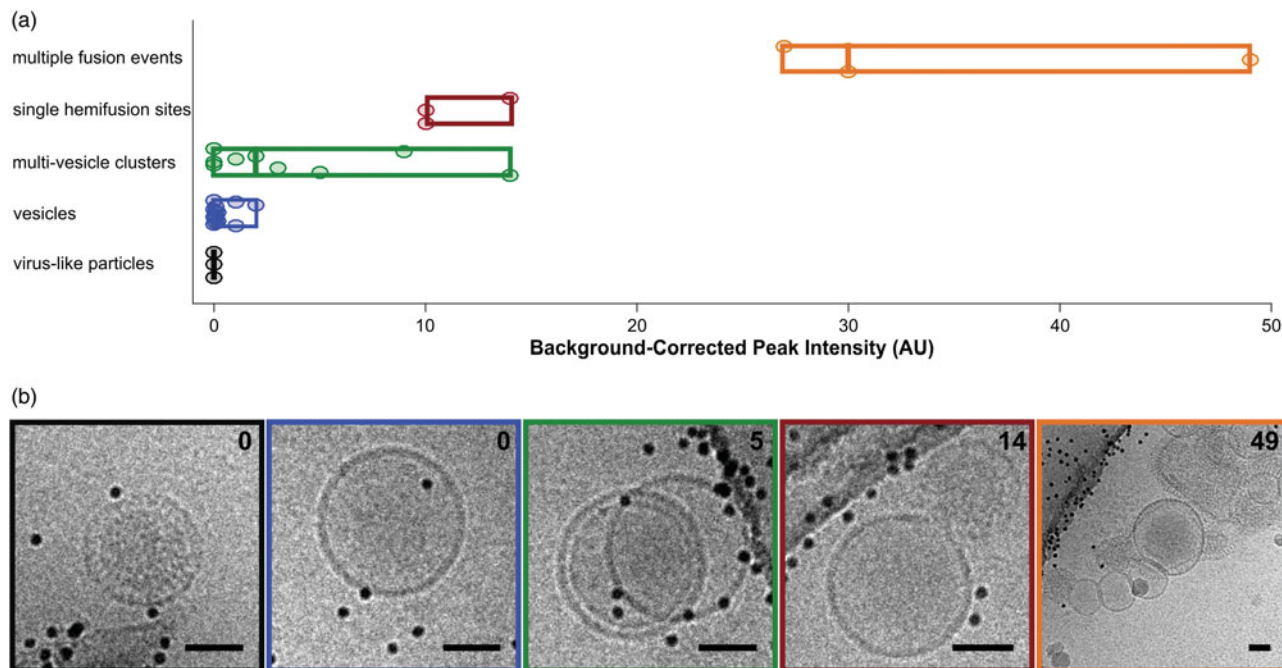 (a)
multiple fusion events
single hemifusion sites
multi-vesicle clusters
vesicles
virus-like particles
0 10 20 30 40 50
Background-Corrected Peak Intensity (AU)
(b)
0 0 5 14 49